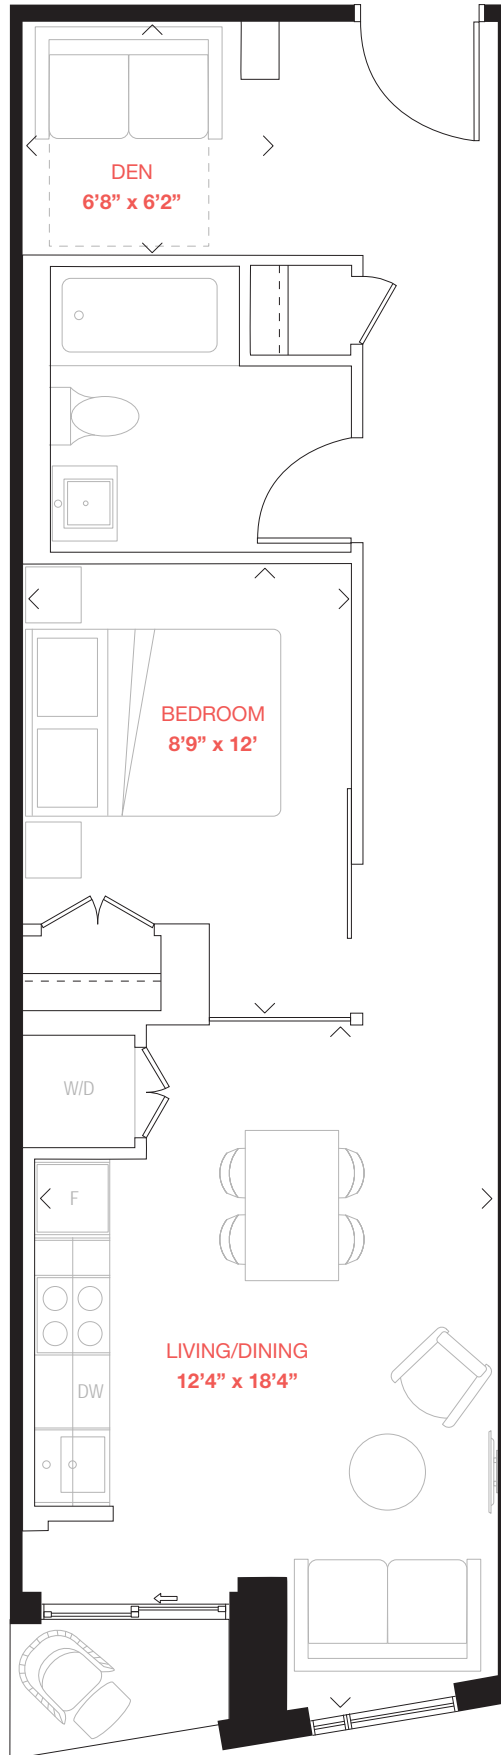 DEN
6’8” x 6’2”
BEDROOM
8’9” x 12’
W/D
F
LIVING/DINING
12’4” x 18’4”
DW